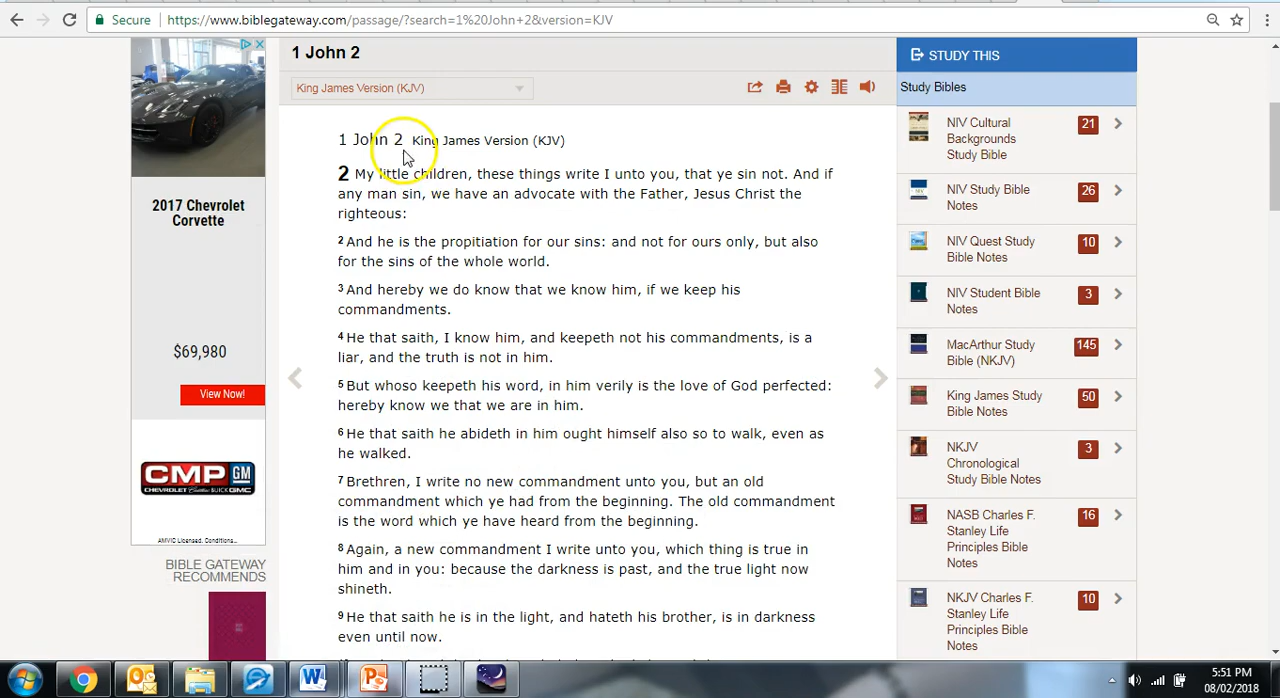 Secure
https://www.biblegateway.com/passage/?search=1%20John+2&version=KJV
1 John 2
King James Version (KJV)
1 John 2 King James Version (KJV)
2 My little children, these things write I unto you, that ye sin not. And if
any man sin, we have an advocate with the Father, Jesus Christ the
righteous:
2 And he is the propitiation for our sins: and not for ours only, but also
for the sins of the whole world.
3 And hereby we do know that we know him, if we keep his
commandments.
4 He that saith, I know him, and keepeth not his commandments, is a
liar, and the truth is not in him.
5 But whoso keepeth his word, in him verily is the love of God perfected:
hereby know we that we are in him.
6 He that saith he abideth in him ought himself also so to walk, even as
he walked.
7 Brethren, I write no new commandment unto you, but an old
commandment which ye had from the beginning. The old commandment
is the word which ye have heard from the beginning.
8 Again, a new commandment I write unto you, which thing is true in
him and in you: because the darkness is past, and the true light now
shineth.
9 He that saith he is in the light, and hateth his brother, is in darkness
even until now.
2017 Chevrolet
Corvette
$69,980
View Now!
CMP GM
CHEVROLET Cadillac BUICK GMC
AMVIC Licensed. Conditions...
BIBLE GATEWAY
RECOMMENDS
STUDY THIS
Study Bibles
NIV Cultural
Backgrounds
Study Bible
21
NIV Study Bible
Notes
26
NIV Quest Study
Bible Notes
10
NIV Student Bible
Notes
3
MacArthur Study
Bible (NKJV)
145
King James Study
Bible Notes
50
NKJV
Chronological
Study Bible Notes
3
NASB Charles F.
Stanley Life
Principles Bible
Notes
16
NKJV Charles F.
Stanley Life
Principles Bible
Notes
10
5:51 PM
08/02/2018